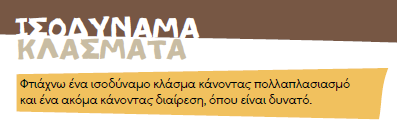 ΙΣΟΔΥΝΑΜΑ
ΚΛΑΣΜΑΤΑ
Φτιάχνω ένα ισοδύναμο κλάσμα κάνοντας πολλαπλασιασμό
και ένα ακόμα κάνοντας διαίρεση, όπου είναι δυνατό.